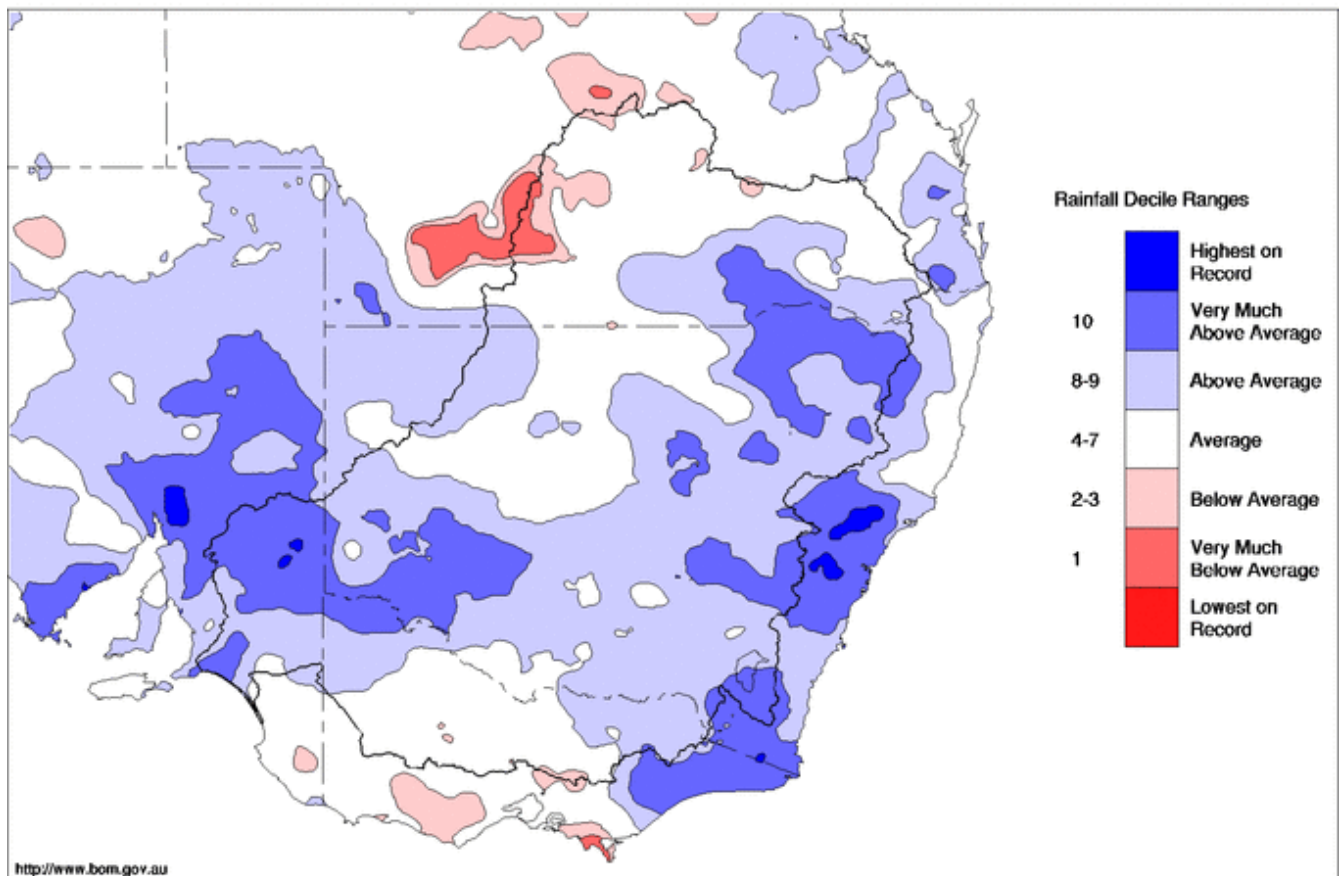 Rainfall Decile Ranges
Highest on
Record
10
Very Much
Above Average
8-9
Above Average
4-7
Average
2-3
Below Average
1
Very Much
Below Average
Lowest on
Record
http://www.bom.gov.au